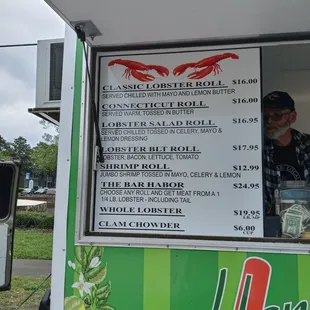 CLASSIC LOBSTER ROLL $16.00
SERVED CHILLED WITH MAYO AND LEMON BUTTER
CONNECTICUT ROLL $16.00
SERVED WARM, TOSSED IN BUTTER
LOBSTER SALAD ROLL $16.95
SERVED CHILLED TOSSED IN CELERY, MAYO &
LEMON DRESSING
LOBSTER BLT ROLL $17.95
LOBSTER, BACON, LETTUCE, TOMATO
SHRIMP ROLL $12.99
JUMBO SHRIMP TOSSED IN MAYO, CELERY & LEMON
THE BAR HARBOR $24.95
CHOOSE ANY ROLL AND GET MEAT FROM A 1
1/4 LB. LOBSTER - INCLUDING TAIL
WHOLE LOBSTER $19.95
CLAM CHOWDER $6.00
CUP